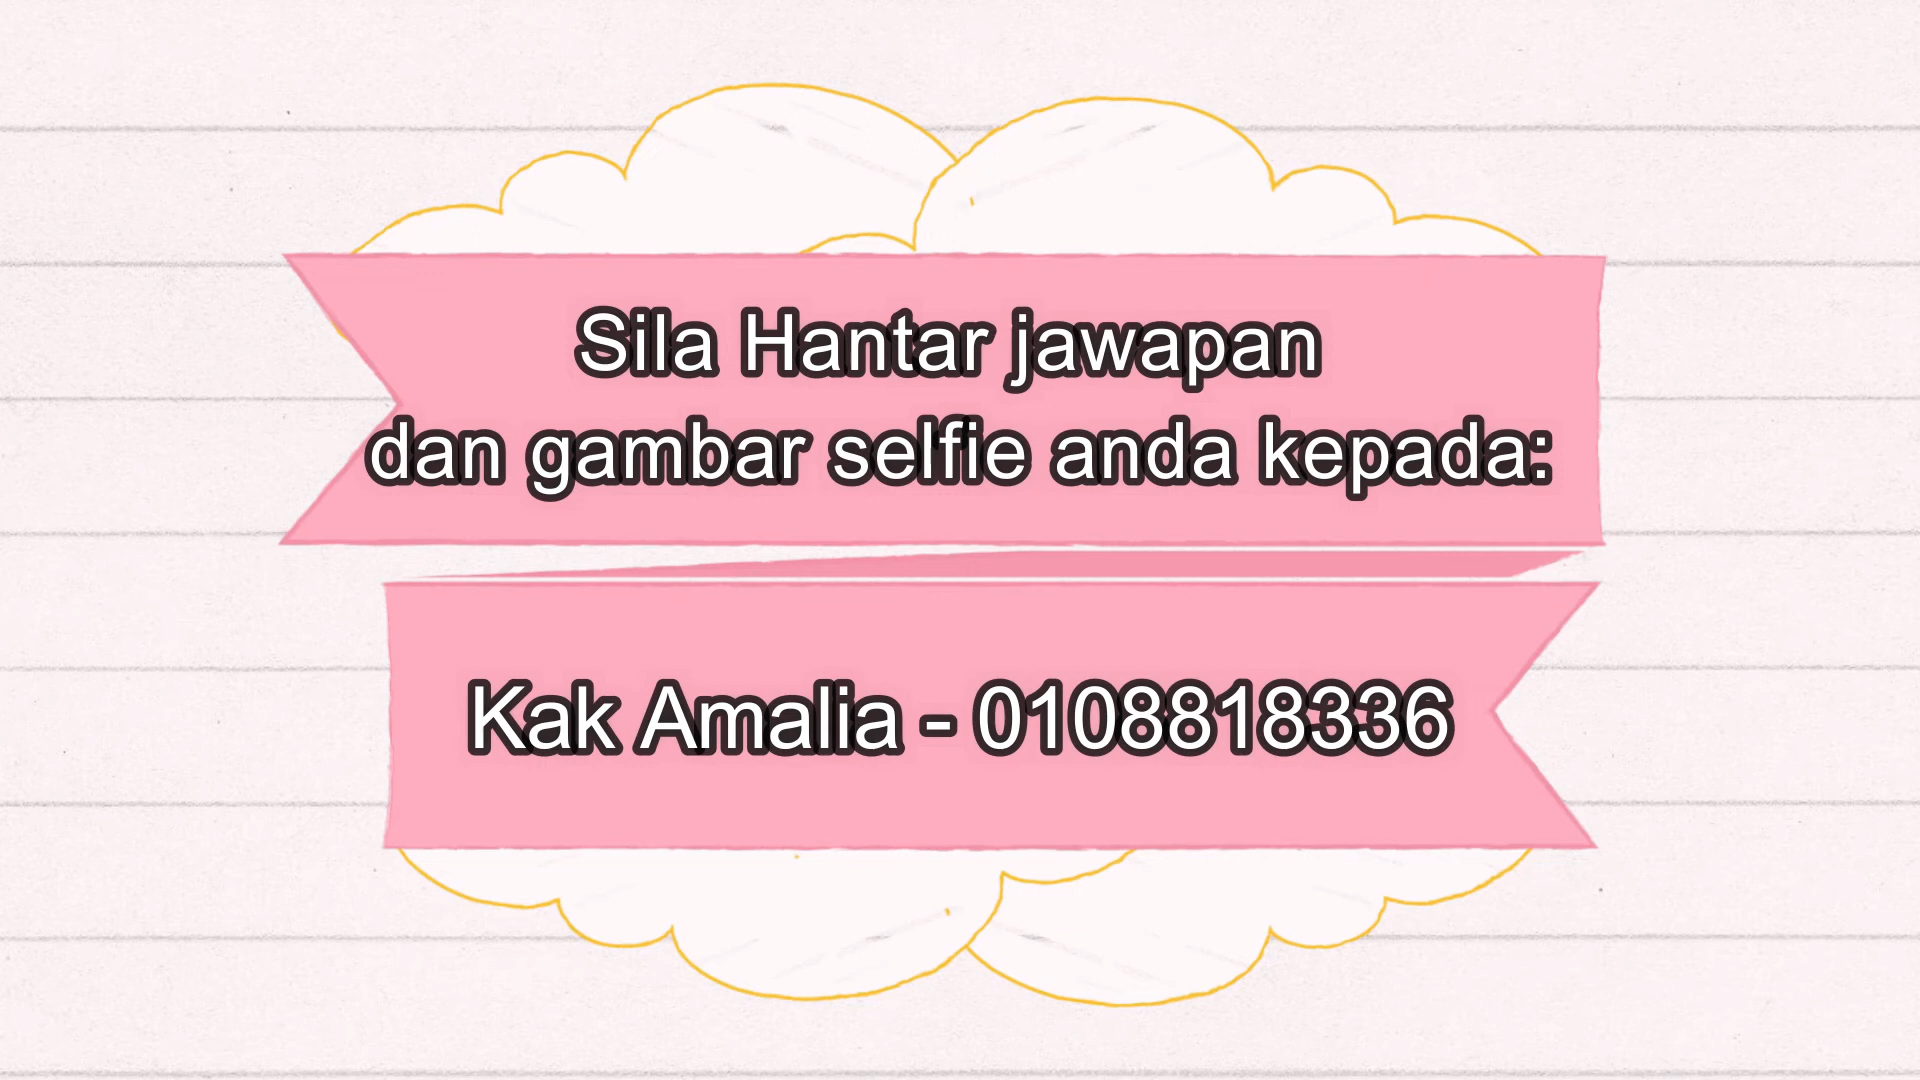 Sila Hantar jawapan
dan gambar selfie anda kepada:
Kak Amalia - 0108818336